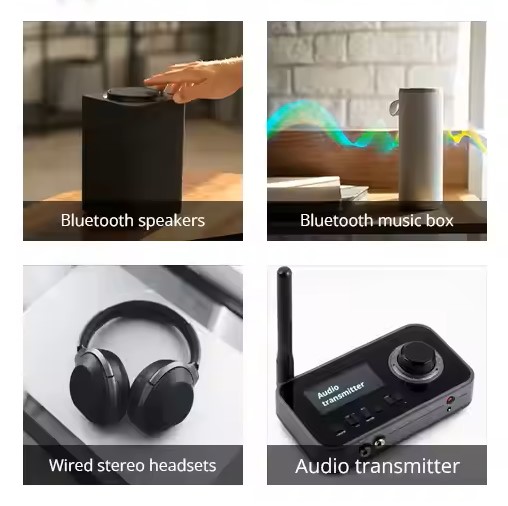 Bluetooth speakers
Bluetooth music box
Audio
transmitter
Wired stereo headsets
Audio transmitter